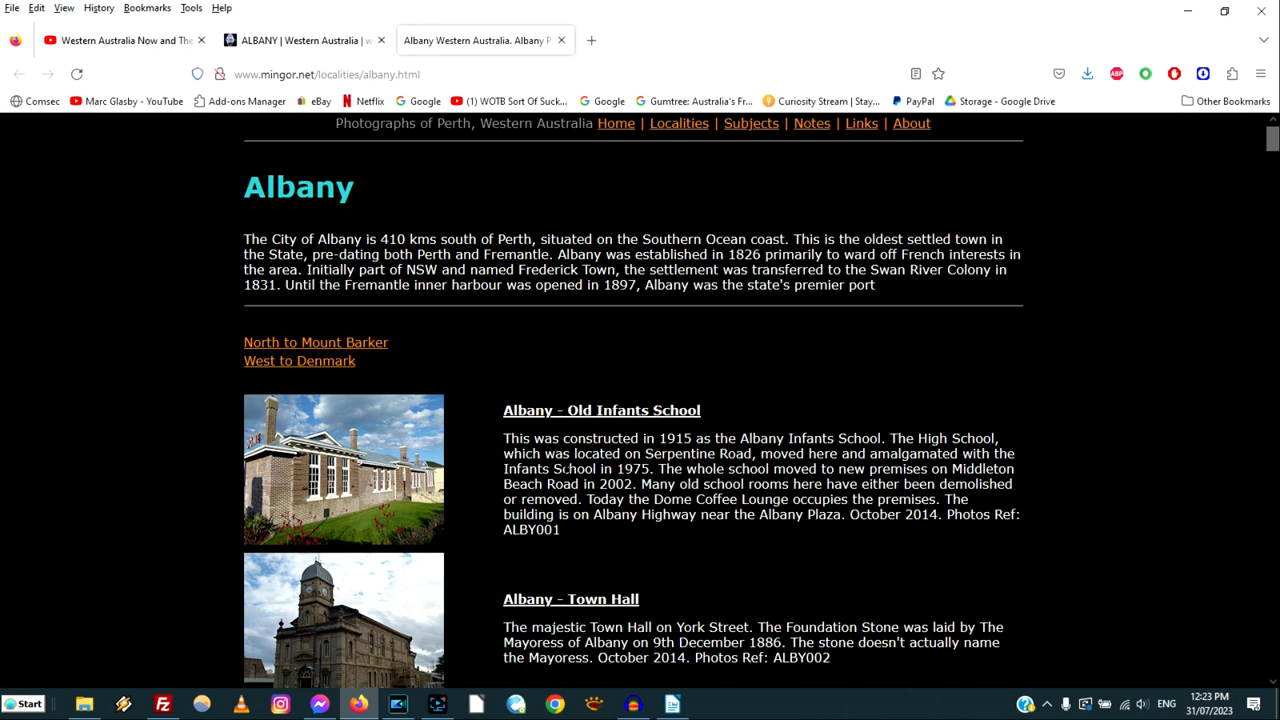 File Edit View History Bookmarks Tools Help
Western Australia Now and The
ALBANY | Western Australia | w
Albany Western Australia. Albany P
www.mingor.net/localities/albany.html
Comsec Marc Glasby - YouTube Add-ons Manager eBay Netflix Google (1) WOTB Sort Of Suck... Google Gumtree: Australia's Fr... Curiosity Stream | Stay... PayPal Storage - Google Drive Other Bookmarks
Photographs of Perth, Western Australia Home | Localities | Subjects | Notes | Links | About
Albany
The City of Albany is 410 kms south of Perth, situated on the Southern Ocean coast. This is the oldest settled town in
the State, pre-dating both Perth and Fremantle. Albany was established in 1826 primarily to ward off French interests in
the area. Initially part of NSW and named Frederick Town, the settlement was transferred to the Swan River Colony in
1831. Until the Fremantle inner harbour was opened in 1897, Albany was the state's premier port
North to Mount Barker
West to Denmark
Albany - Old Infants School
This was constructed in 1915 as the Albany Infants School. The High School,
which was located on Serpentine Road, moved here and amalgamated with the
Infants School in 1975. The whole school moved to new premises on Middleton
Beach Road in 2002. Many old school rooms here have either been demolished
or removed. Today the Dome Coffee Lounge occupies the premises. The
building is on Albany Highway near the Albany Plaza. October 2014. Photos Ref:
ALBY001
Albany - Town Hall
The majestic Town Hall on York Street. The Foundation Stone was laid by The
Mayoress of Albany on 9th December 1886. The stone doesn't actually name
the Mayoress. October 2014. Photos Ref: ALBY002
Start
ENG
12:23 PM
31/07/2023